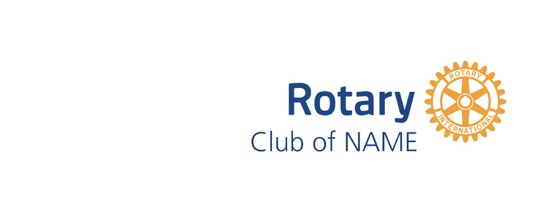 Rotary
Club of NAME
ROTARY
INTERNATIONAL